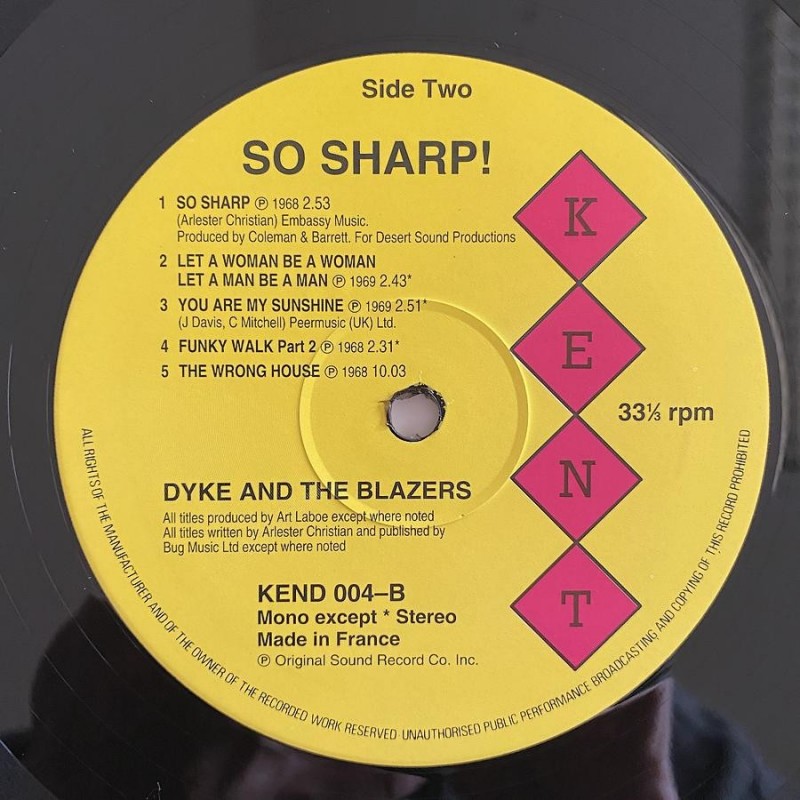 Side Two
SO SHARP!
1 SO SHARP ℗ 1968 2.53
(Arlester Christian) Embassy Music.
Produced by Coleman & Barrett. For Desert Sound Productions
2 LET A WOMAN BE A WOMAN
LET A MAN BE A MAN ℗ 1969 2.43*
3 YOU ARE MY SUNSHINE ℗ 1969 2.51*
(J Davis, C Mitchell) Peermusic (UK) Ltd.
4 FUNKY WALK Part 2 ℗ 1968 2.31*
5 THE WRONG HOUSE ℗ 1968 10.03
KENT
33⅓ rpm
DYKE AND THE BLAZERS
All titles produced by Art Laboe except where noted
All titles written by Arlester Christian and published by
Bug Music Ltd except where noted
KEND 004–B
Mono except * Stereo
Made in France
℗ Original Sound Record Co. Inc.
ALL RIGHTS OF THE MANUFACTURER AND OF THE OWNER OF THE RECORDED WORK RESERVED · UNAUTHORISED PUBLIC PERFORMANCE BROADCASTING AND COPYING OF THIS RECORD PROHIBITED